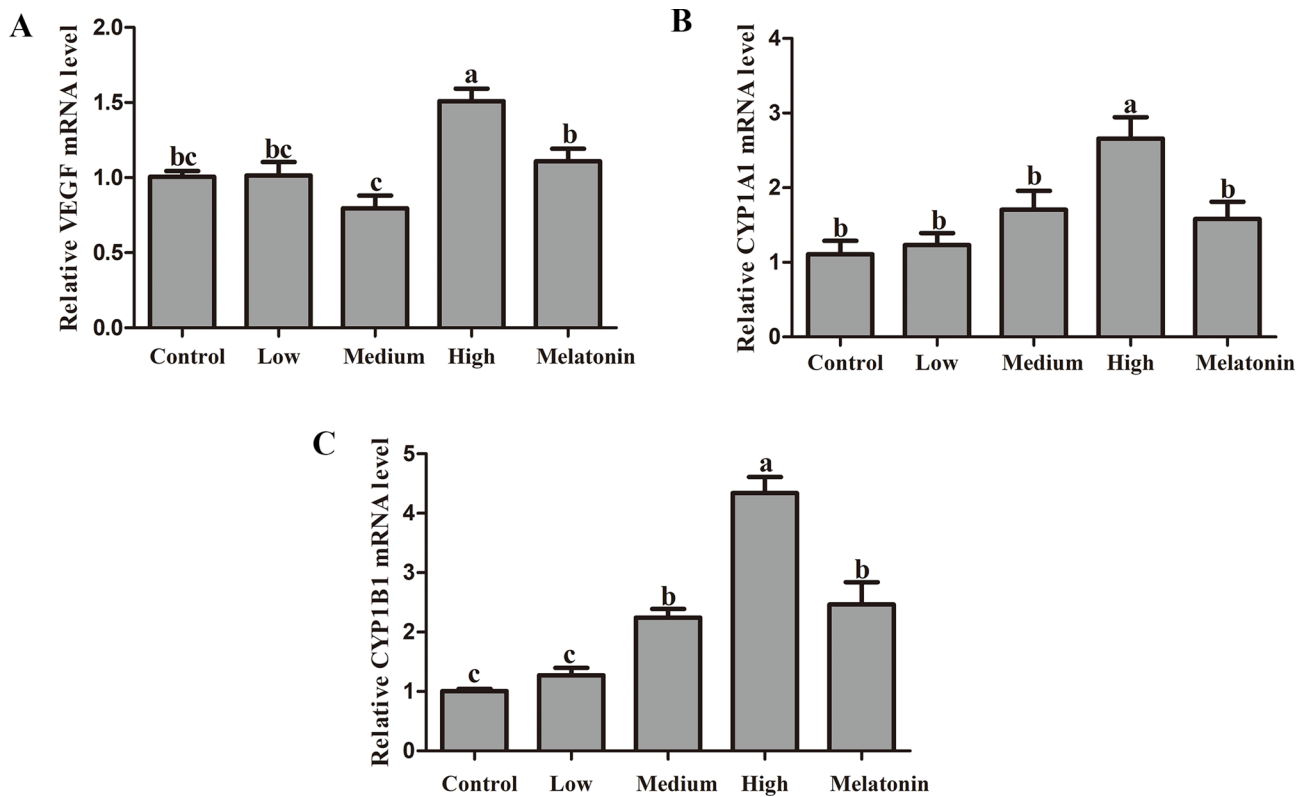 A
Relative VEGF mRNA level
2.0
1.5
1.0
0.5
0.0
bc
bc
c
a
b
Control Low Medium High Melatonin
B
Relative CYP1A1 mRNA level
4
3
2
1
0
b
b
b
a
b
Control Low Medium High Melatonin
C
Relative CYP1B1 mRNA level
5
4
3
2
1
0
c
c
b
a
b
Control Low Medium High Melatonin